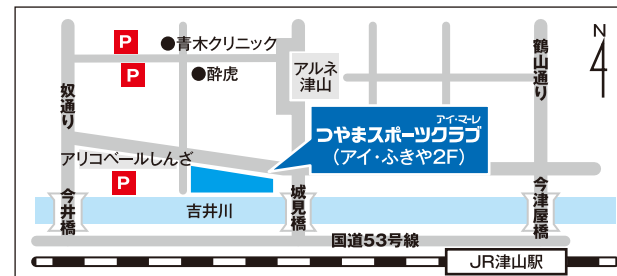 P
●青木クリニック
P
●酔虎
アルネ
津山
鶴山通り
N
奴通り
アイ・マーレ
つやまスポーツクラブ
(アイ・ふきや2F)
アリコベールしんざ
P
今井橋
吉井川
城見橋
今津屋橋
国道53号線
JR津山駅